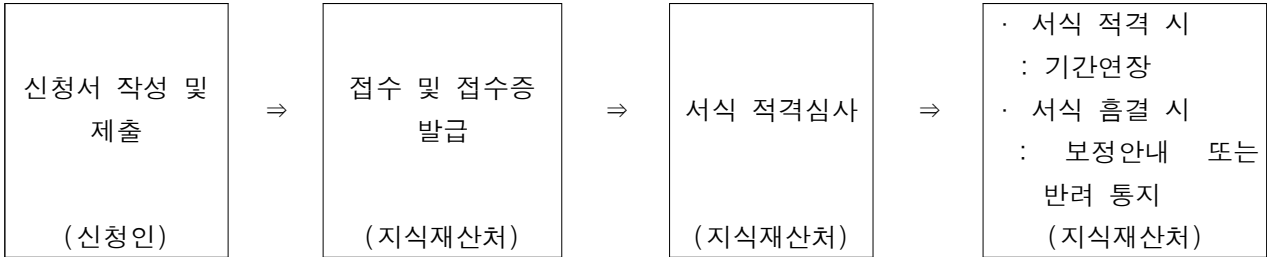 신청서 작성 및
제출
(신청인)
⇒
접수 및 접수증
발급
(지식재산처)
⇒
서식 적격심사
(지식재산처)
⇒
· 서식 적격 시
: 기간연장
· 서식 흠결 시
: 보정안내 또는
반려 통지
(지식재산처)